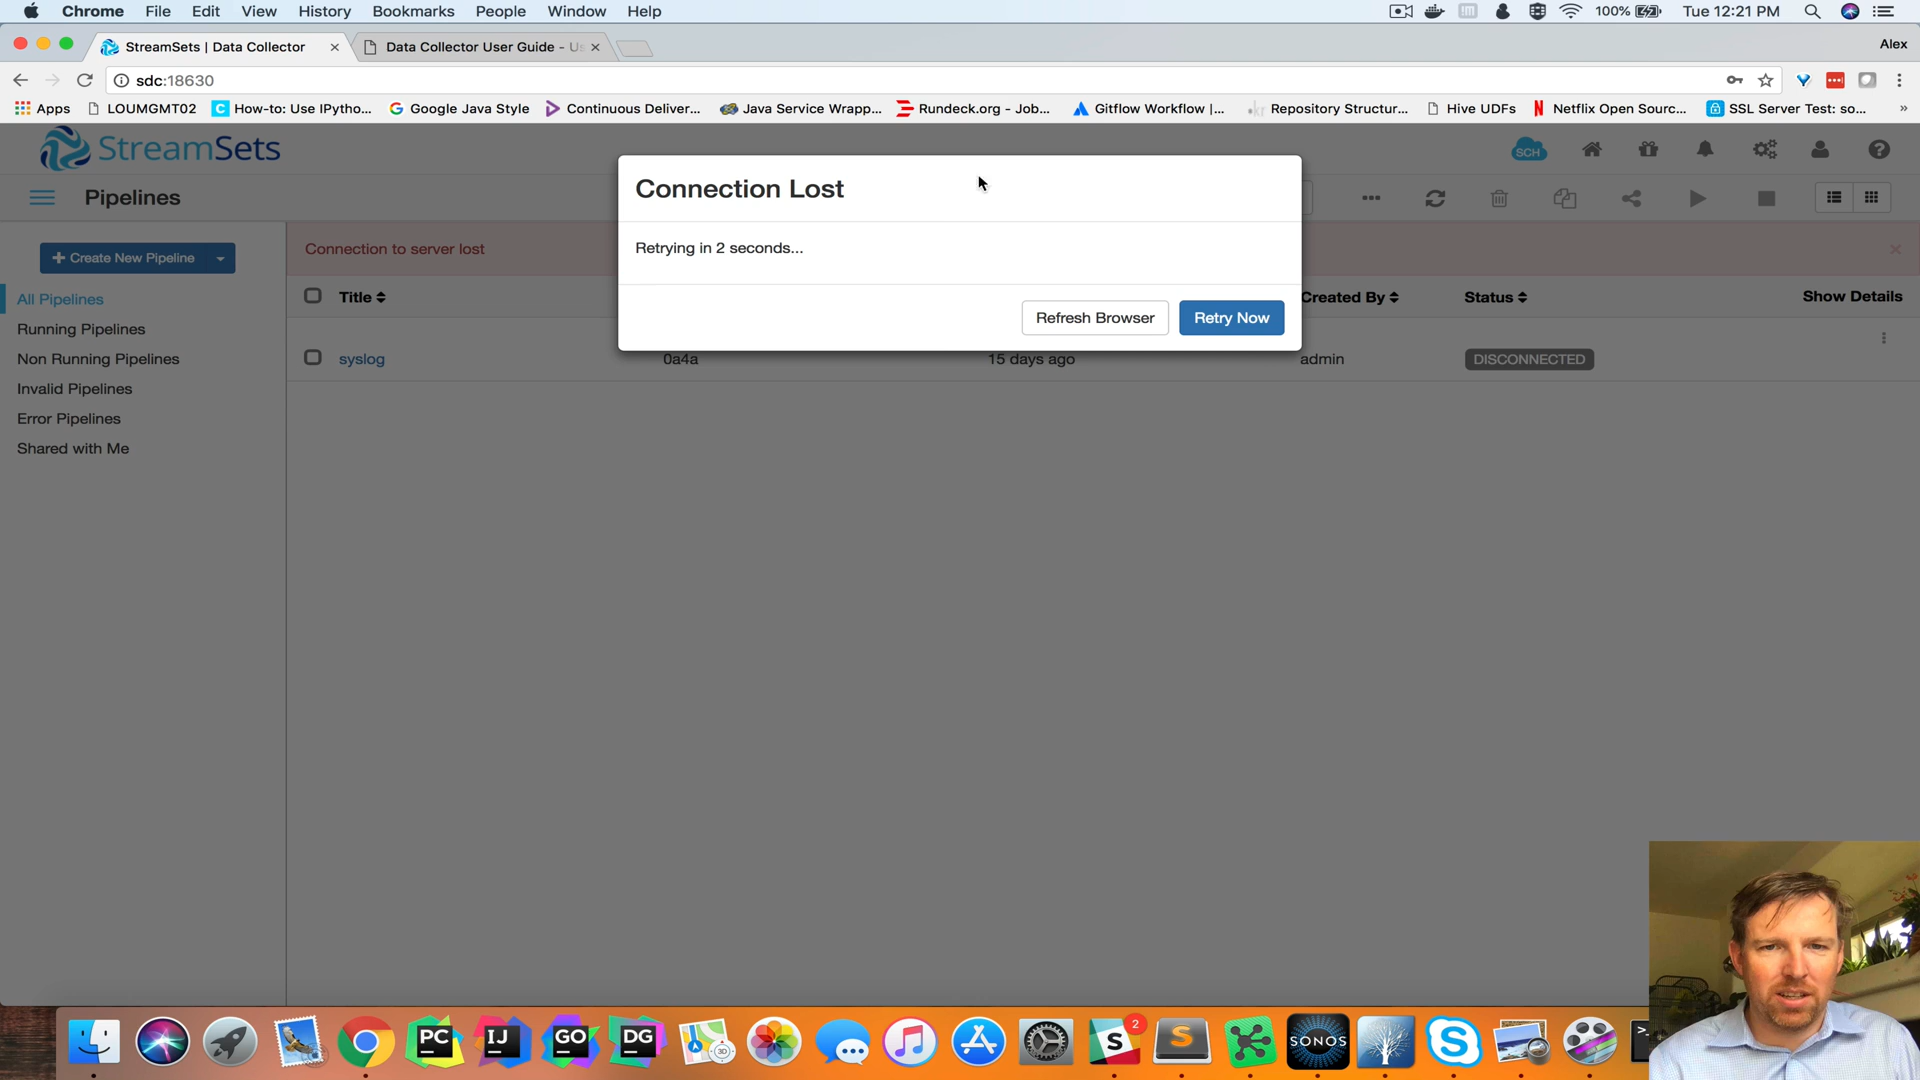 Chrome File Edit View History Bookmarks People Window Help 100% Tue 12:21 PM
StreamSets | Data Collector Data Collector User Guide - Us Alex
sdc:18630
Apps LOUMGMT02 How-to: Use IPytho... Google Java Style Continuous Deliver... Java Service Wrapp... Rundeck.org - Job... Gitflow Workflow |... Repository Structur... Hive UDFs Netflix Open Sourc... SSL Server Test: so... »
StreamSets SCH
Connection Lost
Pipelines
Retrying in 2 seconds...
Connection to server lost
+ Create New Pipeline
All Pipelines
Title Created By Status Show Details
Refresh Browser Retry Now
Running Pipelines
Non Running Pipelines
syslog 0a4a 15 days ago admin DISCONNECTED
Invalid Pipelines
Error Pipelines
Shared with Me
PC IJ GO DG 3D S 2 S SONOS S >_